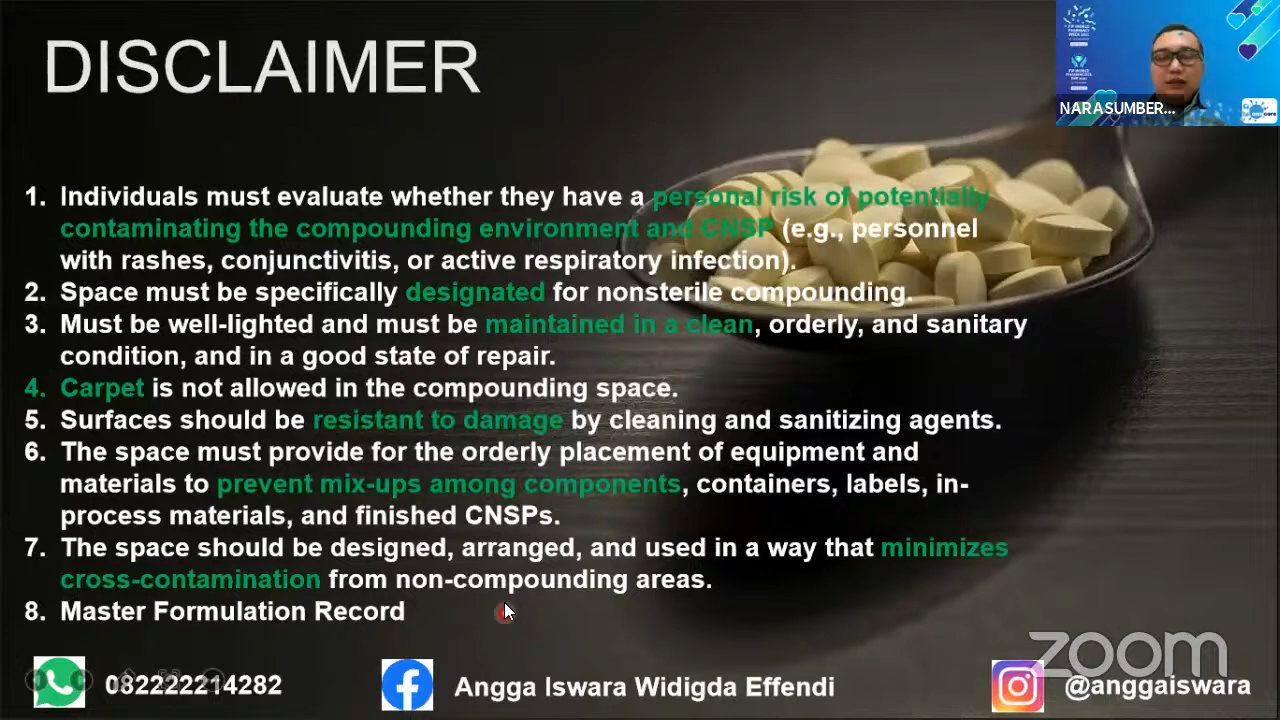 DISCLAIMER
NARASUMBER...
1. Individuals must evaluate whether they have a personal risk of potentially
contaminating the compounding environment and CNSP (e.g., personnel
with rashes, conjunctivitis, or active respiratory infection).
2. Space must be specifically designated for nonsterile compounding.
3. Must be well-lighted and must be maintained in a clean, orderly, and sanitary
condition, and in a good state of repair.
4. Carpet is not allowed in the compounding space.
5. Surfaces should be resistant to damage by cleaning and sanitizing agents.
6. The space must provide for the orderly placement of equipment and
materials to prevent mix-ups among components, containers, labels, in-
process materials, and finished CNSPs.
7. The space should be designed, arranged, and used in a way that minimizes
cross-contamination from non-compounding areas.
8. Master Formulation Record
zoom
082222214282
Angga Iswara Widigda Effendi
@anggaiswara